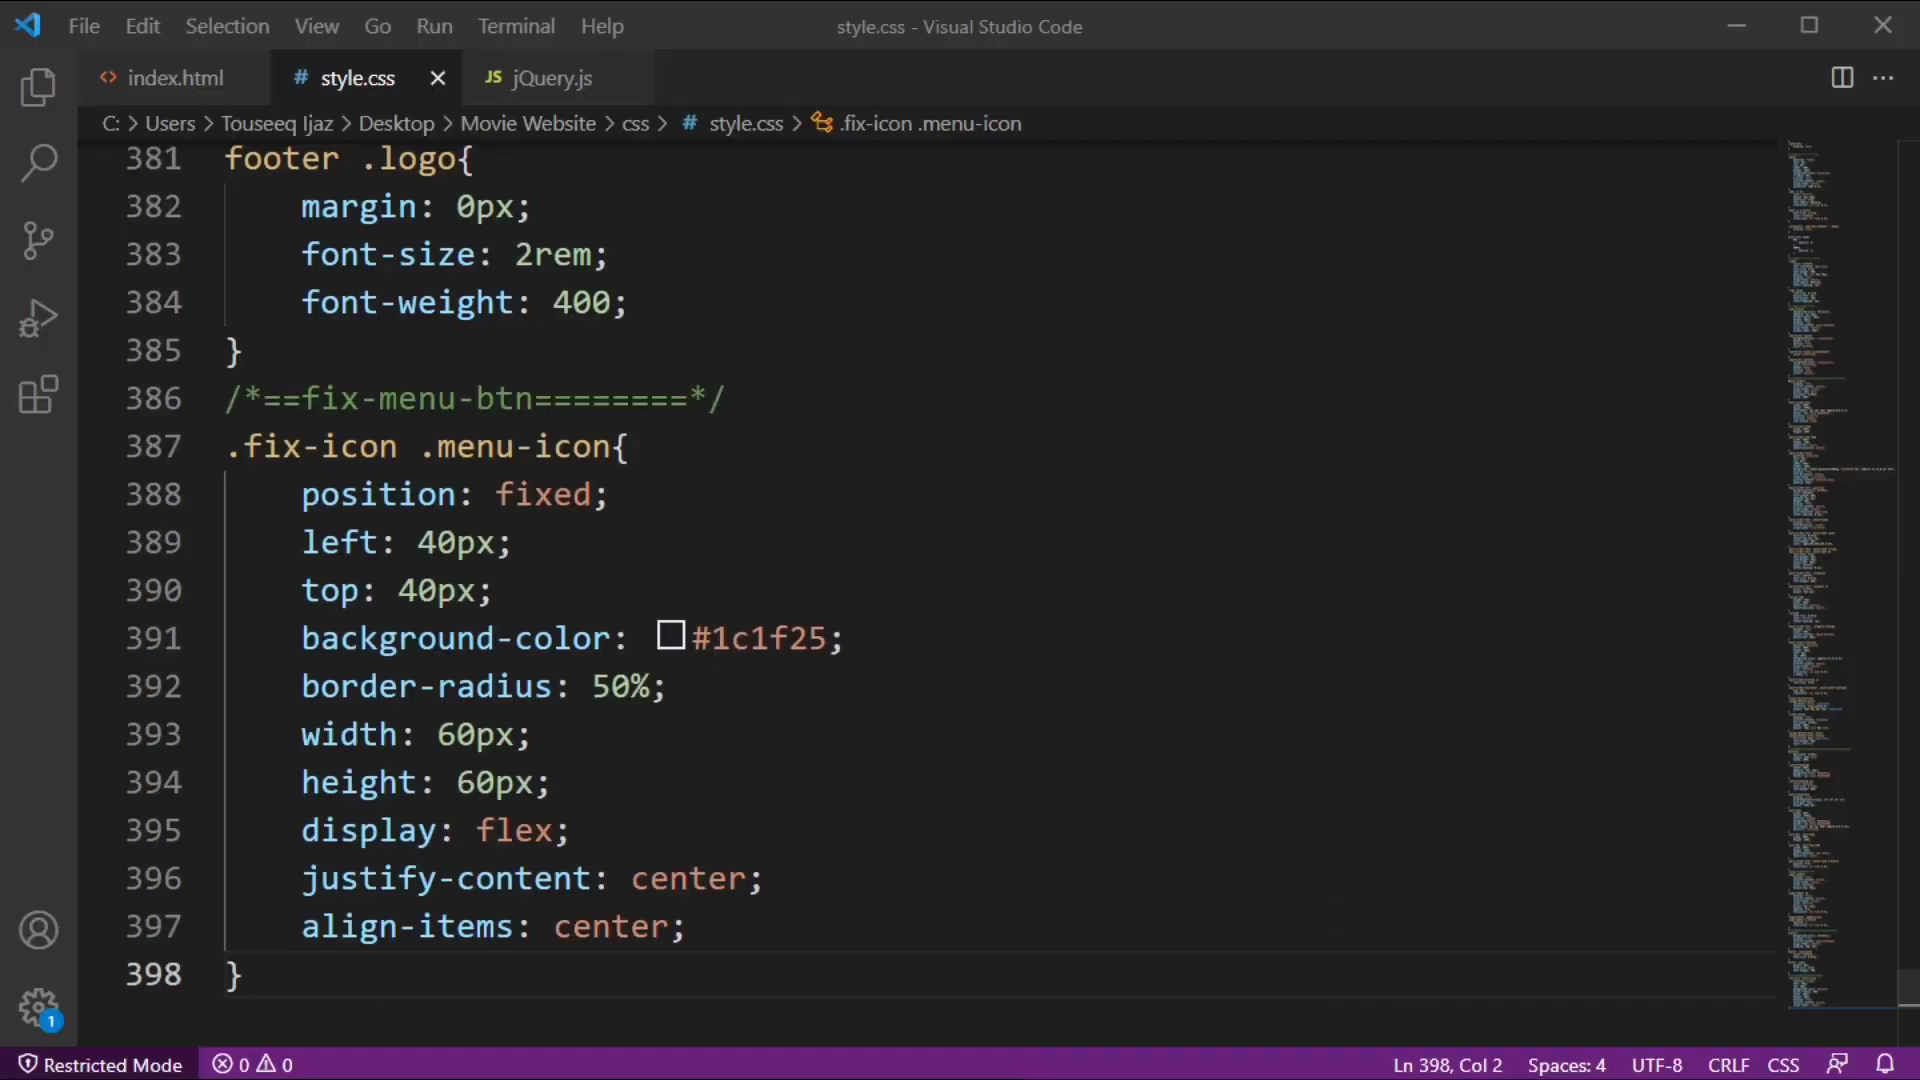 File Edit Selection View Go Run Terminal Help style.css - Visual Studio Code
<> index.html # style.css × JS jQuery.js ...
C: > Users > Touseeq Ijaz > Desktop > Movie Website > css > # style.css > .fix-icon .menu-icon
381 footer .logo{
382 margin: 0px;
383 font-size: 2rem;
384 font-weight: 400;
385 }
386 /*==fix-menu-btn========*/
387 .fix-icon .menu-icon{
388 position: fixed;
389 left: 40px;
390 top: 40px;
391 background-color: #1c1f25;
392 border-radius: 50%;
393 width: 60px;
394 height: 60px;
395 display: flex;
396 justify-content: center;
397 align-items: center;
398 }
1
Restricted Mode 0 0 Ln 398, Col 2 Spaces: 4 UTF-8 CRLF CSS